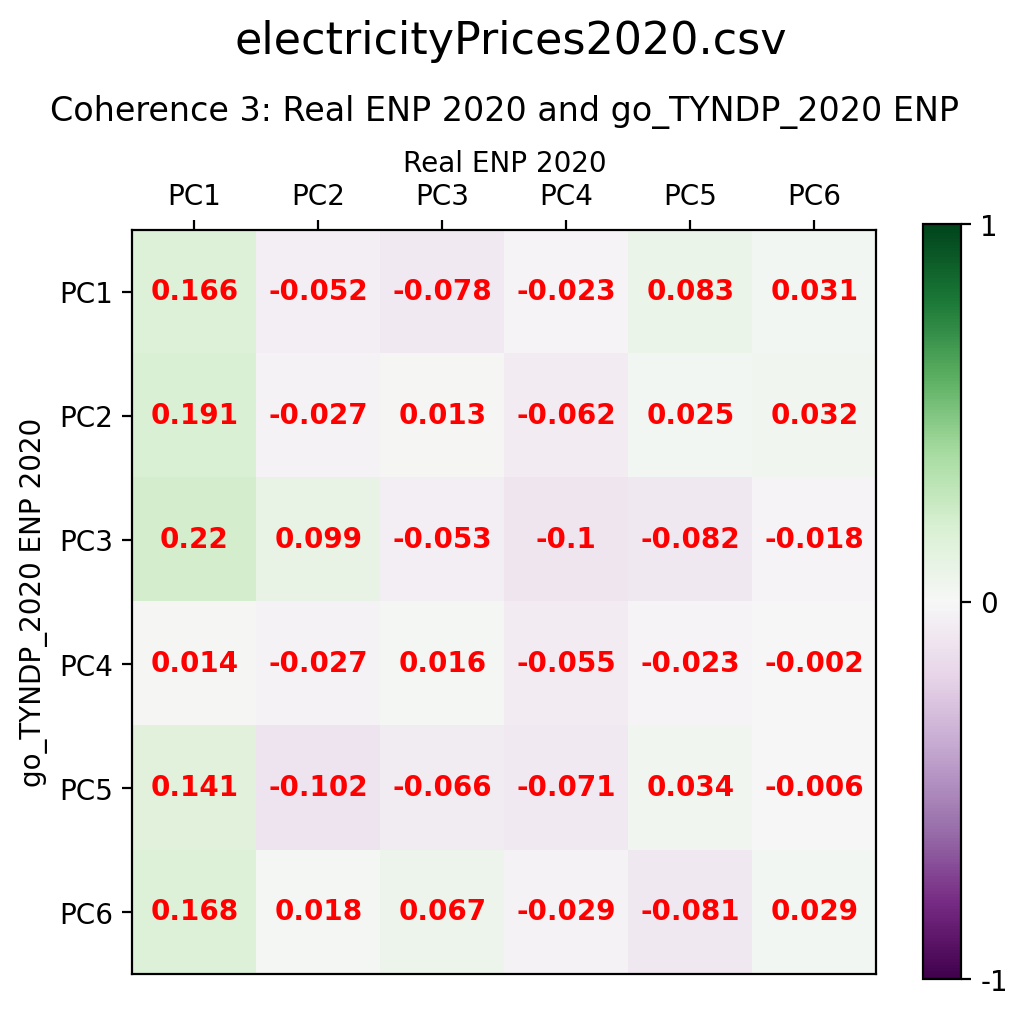 electricityPrices2020.csv
Coherence 3: Real ENP 2020 and go_TYNDP_2020 ENP
Real ENP 2020
PC1 PC2 PC3 PC4 PC5 PC6
go_TYNDP_2020 ENP 2020
PC1 0.166 -0.052 -0.078 -0.023 0.083 0.031
PC2 0.191 -0.027 0.013 -0.062 0.025 0.032
PC3 0.22 0.099 -0.053 -0.1 -0.082 -0.018
PC4 0.014 -0.027 0.016 -0.055 -0.023 -0.002
PC5 0.141 -0.102 -0.066 -0.071 0.034 -0.006
PC6 0.168 0.018 0.067 -0.029 -0.081 0.029
1
0
-1